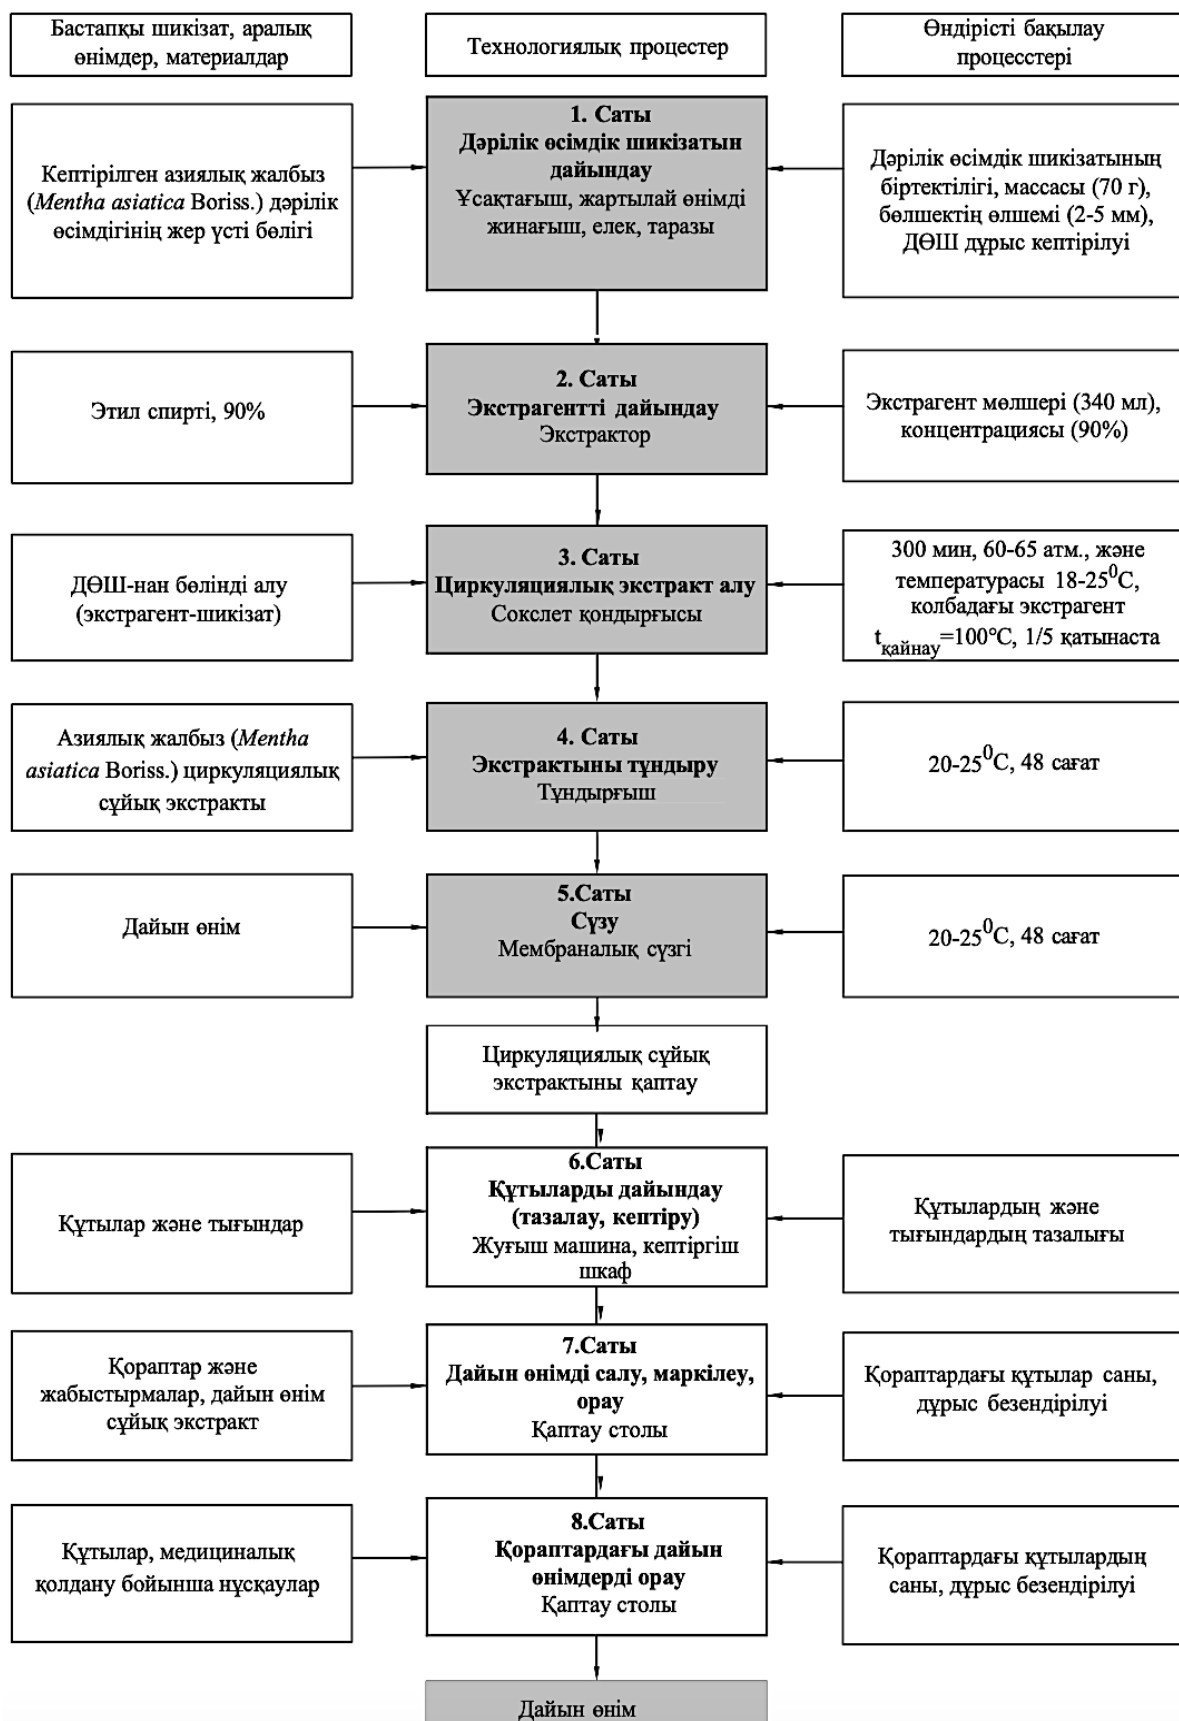 Бастапқы шикізат, аралық
өнімдер, материалдар
Технологиялық процестер
Өндірісті бақылау
процесстері
Кептірілген азиялық жалбыз
(Mentha asiatica Boriss.) дәрілік
өсімдігінің жер үсті бөлігі
1. Саты
Дәрілік өсімдік шикізатын
дайындау
Ұсақтағыш, жартылай өнімді
жинағыш, елек, таразы
Дәрілік өсімдік шикізатының
біртектілігі, массасы (70 г),
бөлшектің өлшемі (2-5 мм),
ДӨШ дұрыс кептірілуі
Этил спирті, 90%
2. Саты
Экстрагентті дайындау
Экстрактор
Экстрагент мөлшері (340 мл),
концентрациясы (90%)
ДӨШ-нан бөлінді алу
(экстрагент-шикізат)
3. Саты
Циркуляциялық экстракт алу
Сокслет қондырғысы
300 мин, 60-65 атм., және
температурасы 18-25⁰C,
колбадағы экстрагент
tқайнау=100°C, 1/5 қатынаста
Азиялық жалбыз (Mentha
asiatica Boriss.) циркуляциялық
сұйық экстракты
4. Саты
Экстрактыны тұндыру
Тұндырғыш
20-25⁰C, 48 сағат
Дайын өнім
5.Саты
Сүзу
Мембраналық сүзгі
20-25⁰C, 48 сағат
Циркуляциялық сұйық
экстрактыны қаптау
Құтылар және тығындар
6.Саты
Құтыларды дайындау
(тазалау, кептіру)
Жуғыш машина, кептіргіш
шкаф
Құтылардың және
тығындардың тазалығы
Қораптар және
жабыстырмалар, дайын өнім
сұйық экстракт
7.Саты
Дайын өнімді салу, маркілеу,
орау
Қаптау столы
Қораптардағы құтылар саны,
дұрыс безендірілуі
Құтылар, медициналық
қолдану бойынша нұсқаулар
8.Саты
Қораптардағы дайын
өнімдерді орау
Қаптау столы
Қораптардағы құтылардың
саны, дұрыс безендірілуі
Дайын өнім